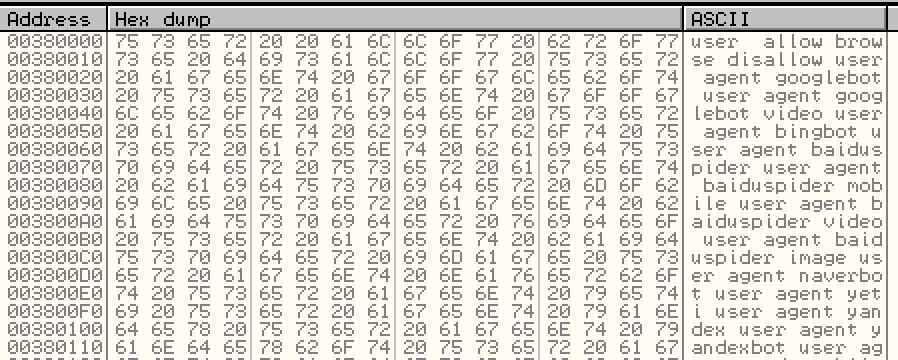 Address Hex dump ASCII
00380000 75 73 65 72 20 20 61 6C 6C 6F 77 20 62 72 6F 77 user  allow brow
00380010 73 65 20 64 69 73 61 6C 6C 6F 77 20 75 73 65 72 se disallow user
00380020 20 61 67 65 6E 74 20 67 6F 6F 67 6C 65 62 6F 74  agent googlebot
00380030 20 75 73 65 72 20 61 67 65 6E 74 20 67 6F 6F 67  user agent goog
00380040 6C 65 62 6F 74 20 76 69 64 65 6F 20 75 73 65 72 lebot video user
00380050 20 61 67 65 6E 74 20 62 69 6E 67 62 6F 74 20 75  agent bingbot u
00380060 73 65 72 20 61 67 65 6E 74 20 62 61 69 64 75 73 ser agent baidus
00380070 70 69 64 65 72 20 75 73 65 72 20 61 67 65 6E 74 pider user agent
00380080 20 62 61 69 64 75 73 70 69 64 65 72 20 6D 6F 62  baiduspider mob
00380090 69 6C 65 20 75 73 65 72 20 61 67 65 6E 74 20 62 ile user agent b
003800A0 61 69 64 75 73 70 69 64 65 72 20 76 69 64 65 6F aiduspider video
003800B0 20 75 73 65 72 20 61 67 65 6E 74 20 62 61 69 64  user agent baid
003800C0 75 73 70 69 64 65 72 20 69 6D 61 67 65 20 75 73 uspider image us
003800D0 65 72 20 61 67 65 6E 74 20 6E 61 76 65 72 62 6F er agent naverbo
003800E0 74 20 75 73 65 72 20 61 67 65 6E 74 20 79 65 74 t user agent yet
003800F0 69 20 75 73 65 72 20 61 67 65 6E 74 20 79 61 6E i user agent yan
00380100 64 65 78 20 75 73 65 72 20 61 67 65 6E 74 20 79 dex user agent y
00380110 61 6E 64 65 78 62 6F 74 20 75 73 65 72 20 61 67 andexbot user ag